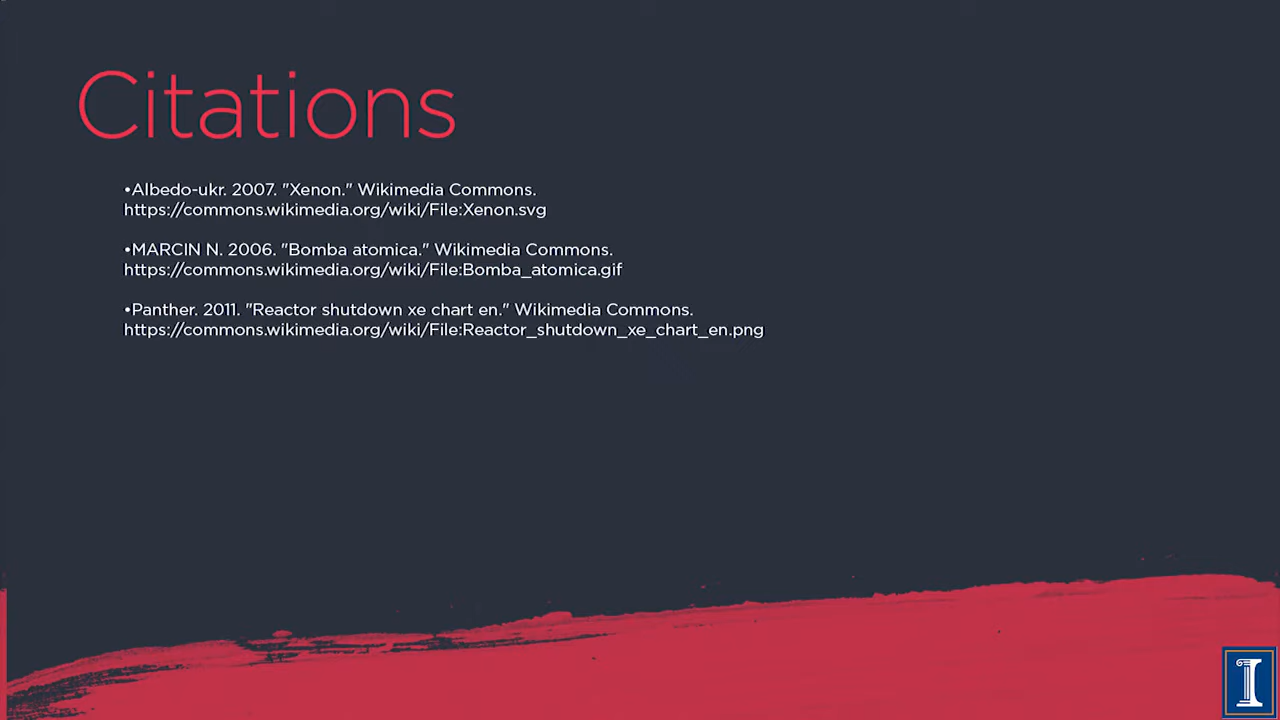 Citations
•Albedo-ukr. 2007. "Xenon." Wikimedia Commons.
https://commons.wikimedia.org/wiki/File:Xenon.svg
•MARCIN N. 2006. "Bomba atomica." Wikimedia Commons.
https://commons.wikimedia.org/wiki/File:Bomba_atomica.gif
•Panther. 2011. "Reactor shutdown xe chart en." Wikimedia Commons.
https://commons.wikimedia.org/wiki/File:Reactor_shutdown_xe_chart_en.png
I